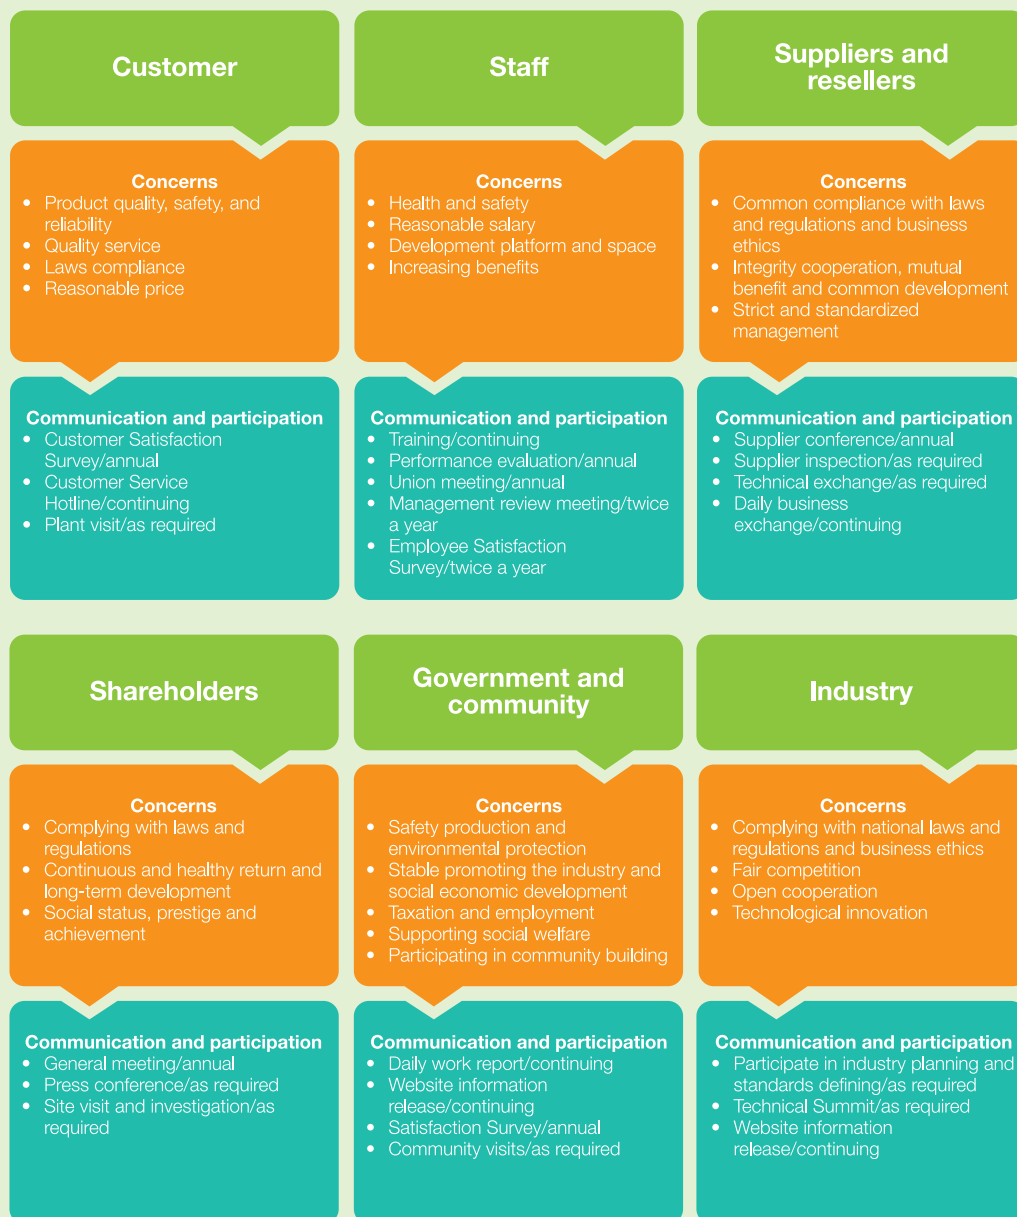 Customer
Concerns
• Product quality, safety, and
reliability
• Quality service
• Laws compliance
• Reasonable price
Communication and participation
• Customer Satisfaction
Survey/annual
• Customer Service
Hotline/continuing
• Plant visit/as required
Staff
Concerns
• Health and safety
• Reasonable salary
• Development platform and space
• Increasing benefits
Communication and participation
• Training/continuing
• Performance evaluation/annual
• Union meeting/annual
• Management review meeting/twice
a year
• Employee Satisfaction
Survey/twice a year
Suppliers and
resellers
Concerns
• Common compliance with laws
and regulations and business
ethics
• Integrity cooperation, mutual
benefit and common development
• Strict and standardized
management
Communication and participation
• Supplier conference/annual
• Supplier inspection/as required
• Technical exchange/as required
• Daily business
exchange/continuing
Shareholders
Concerns
• Complying with laws and
regulations
• Continuous and healthy return and
long-term development
• Social status, prestige and
achievement
Communication and participation
• General meeting/annual
• Press conference/as required
• Site visit and investigation/as
required
Government and
community
Concerns
• Safety production and
environmental protection
• Stable promoting the industry and
social economic development
• Taxation and employment
• Supporting social welfare
• Participating in community building
Communication and participation
• Daily work report/continuing
• Website information
release/continuing
• Satisfaction Survey/annual
• Community visits/as required
Industry
Concerns
• Complying with national laws and
regulations and business ethics
• Fair competition
• Open cooperation
• Technological innovation
Communication and participation
• Participate in industry planning and
standards defining/as required
• Technical Summit/as required
• Website information
release/continuing